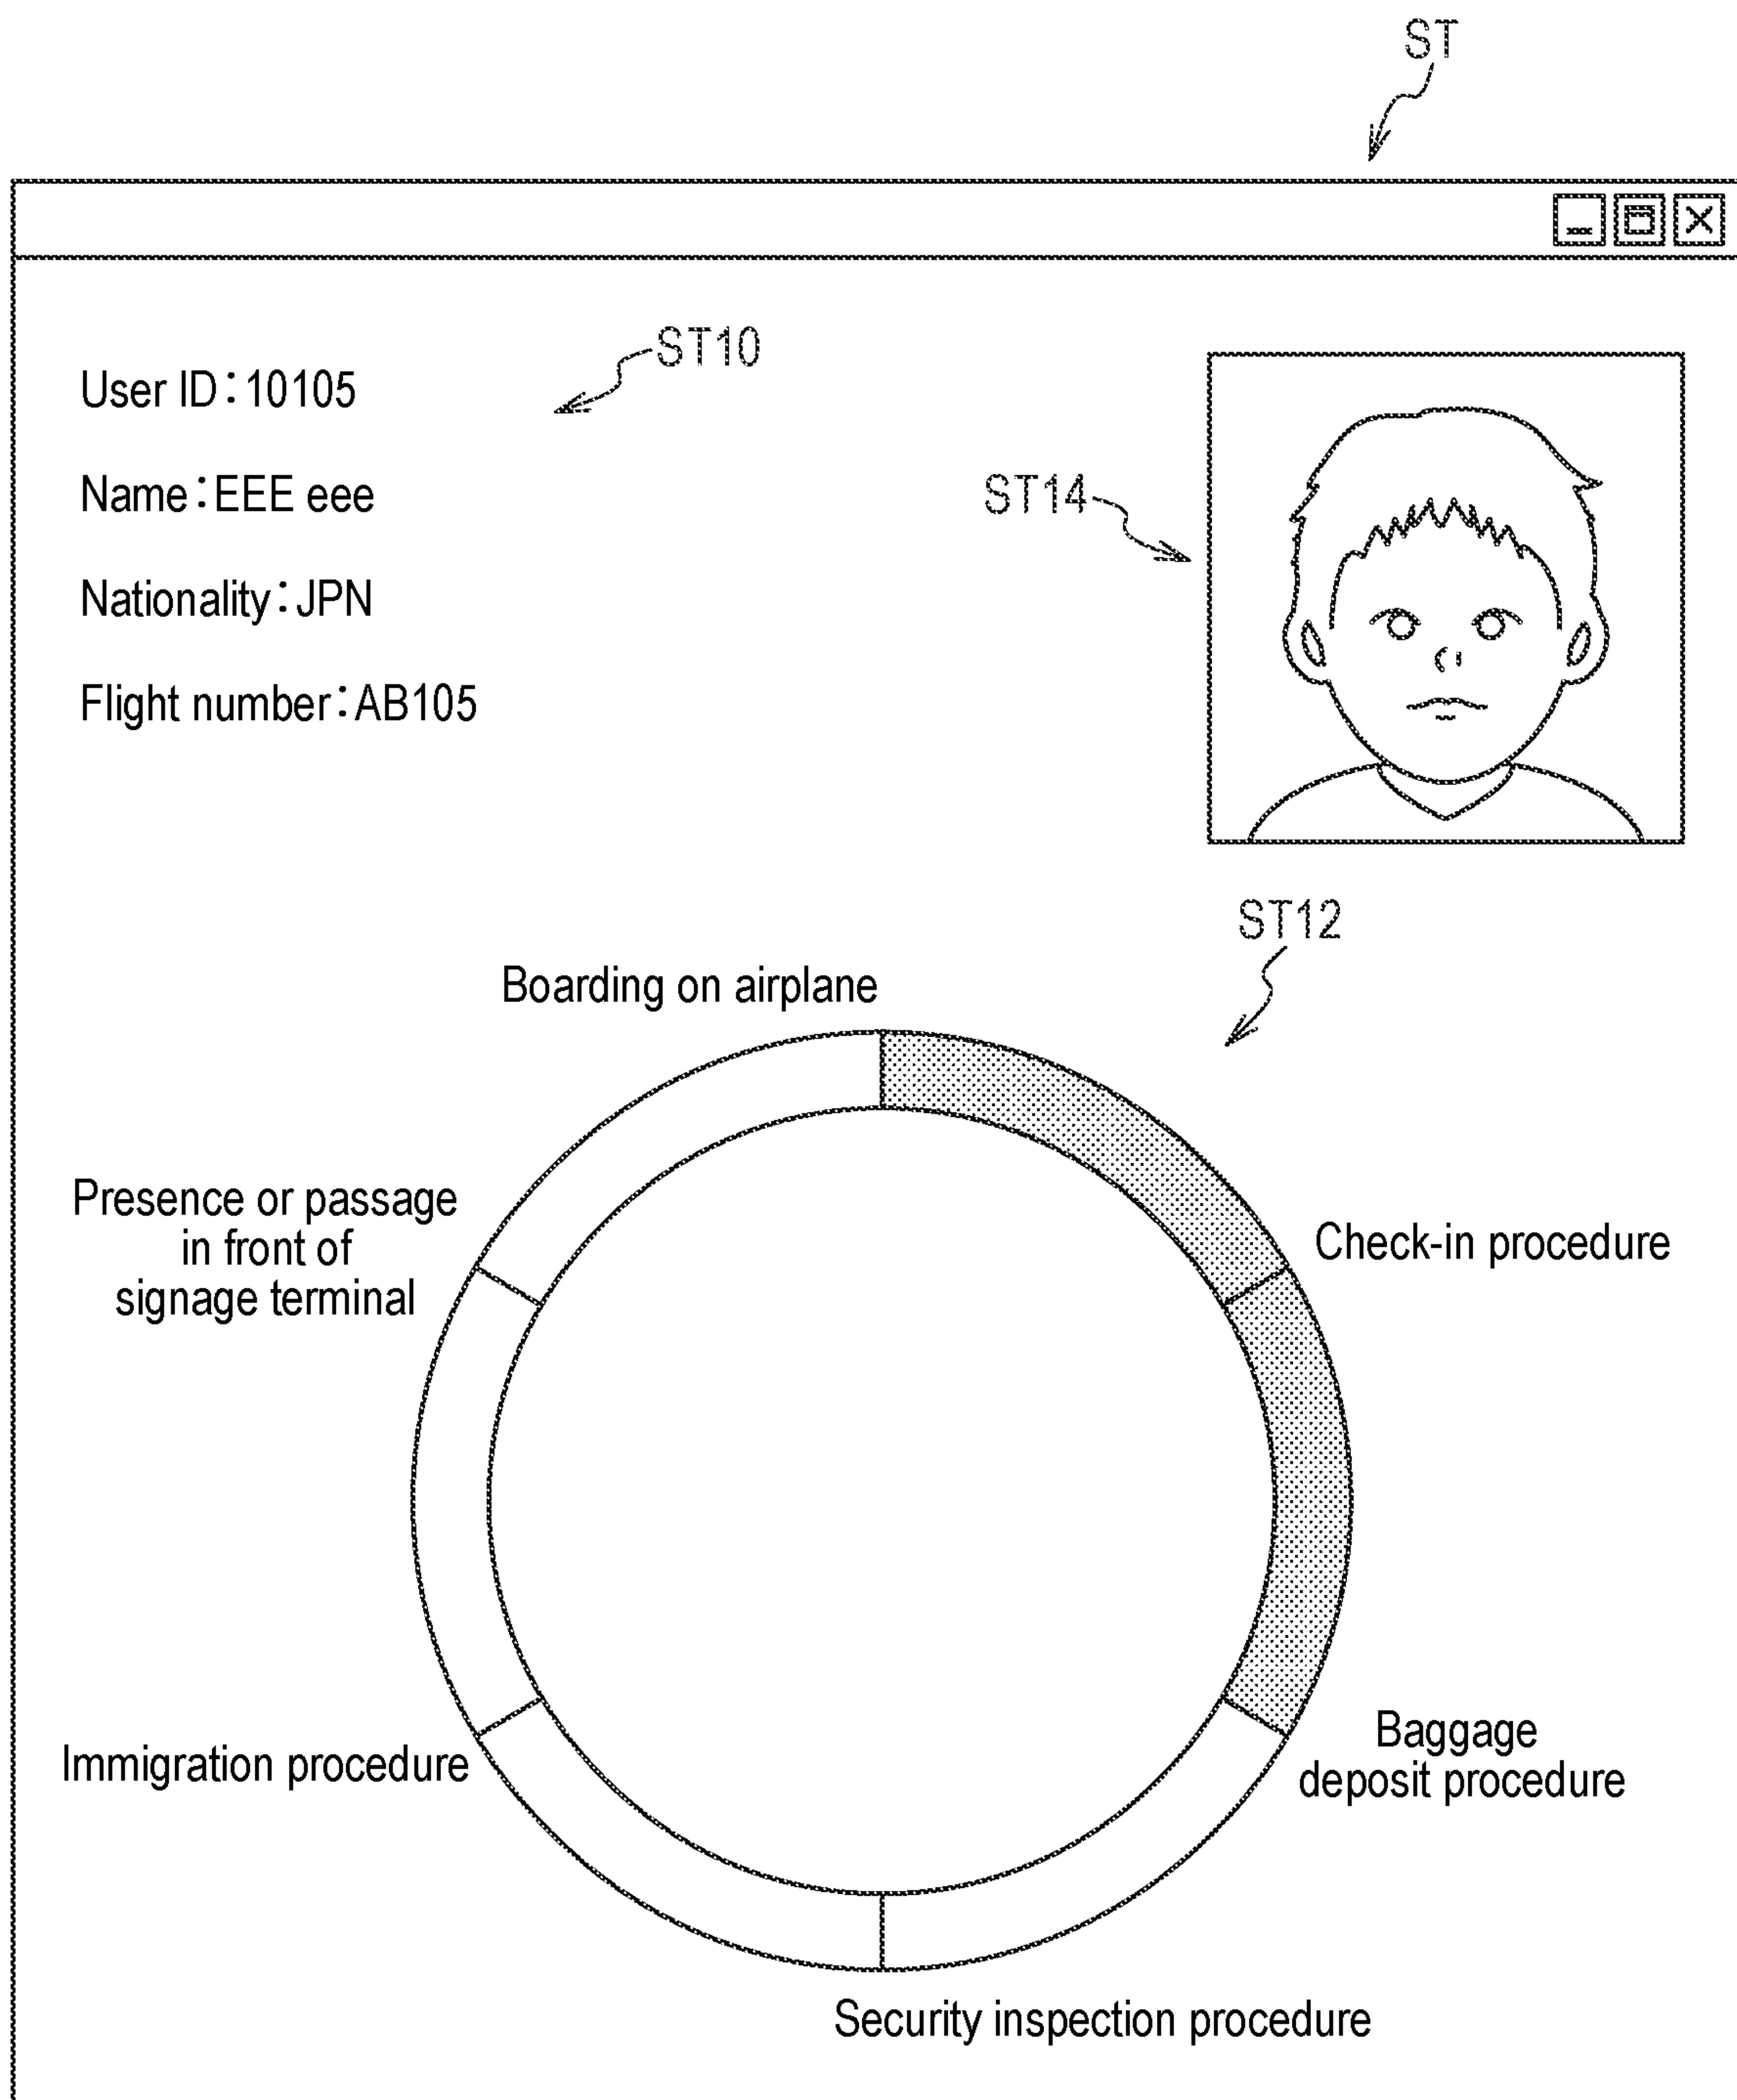 ST
ST10
User ID：10105
Name：EEE eee
ST14
Nationality：JPN
Flight number：AB105
ST12
Boarding on airplane
Presence or passage
in front of
signage terminal
Check-in procedure
Immigration procedure
Baggage
deposit procedure
Security inspection procedure